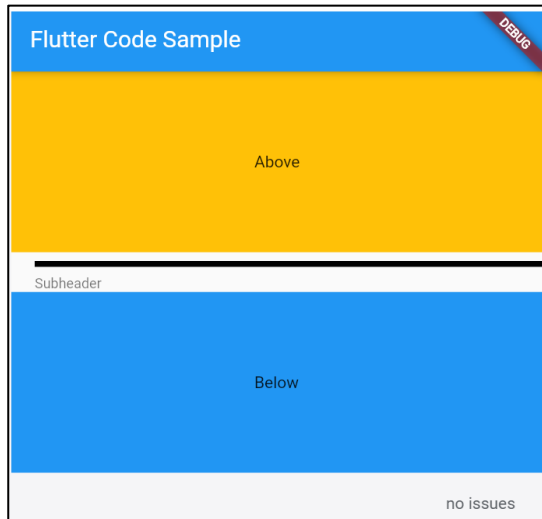 Flutter Code Sample
DEBUG
Above
Subheader
Below
no issues